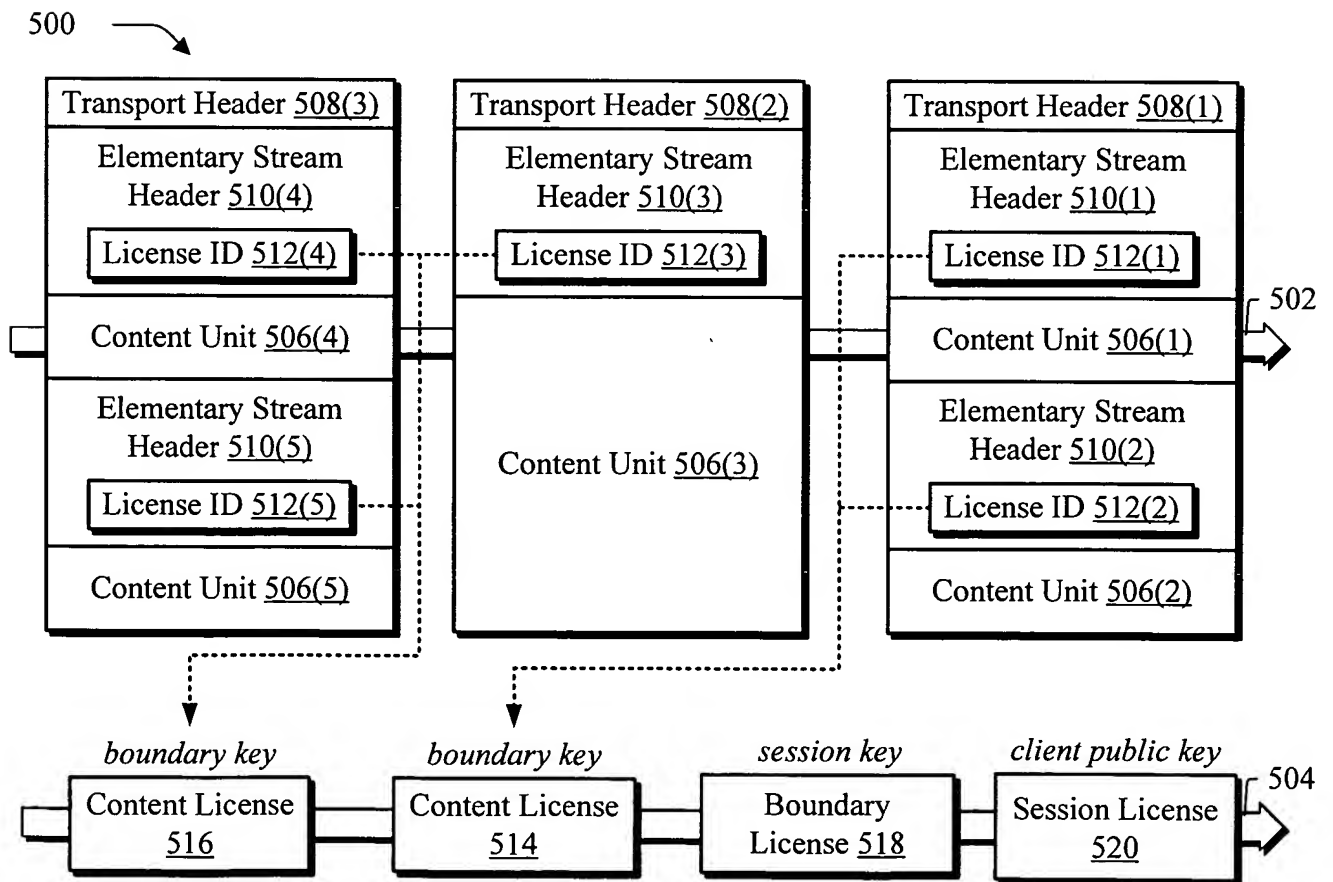 500
Transport Header 508(3)
Elementary Stream
Header 510(4)
License ID 512(4)
Content Unit 506(4)
Elementary Stream
Header 510(5)
License ID 512(5)
Content Unit 506(5)
Transport Header 508(2)
Elementary Stream
Header 510(3)
License ID 512(3)
Content Unit 506(3)
Transport Header 508(1)
Elementary Stream
Header 510(1)
License ID 512(1)
Content Unit 506(1)
Elementary Stream
Header 510(2)
License ID 512(2)
Content Unit 506(2)
502
boundary key
Content License
516
boundary key
Content License
514
session key
Boundary
License 518
client public key
Session License
520
504